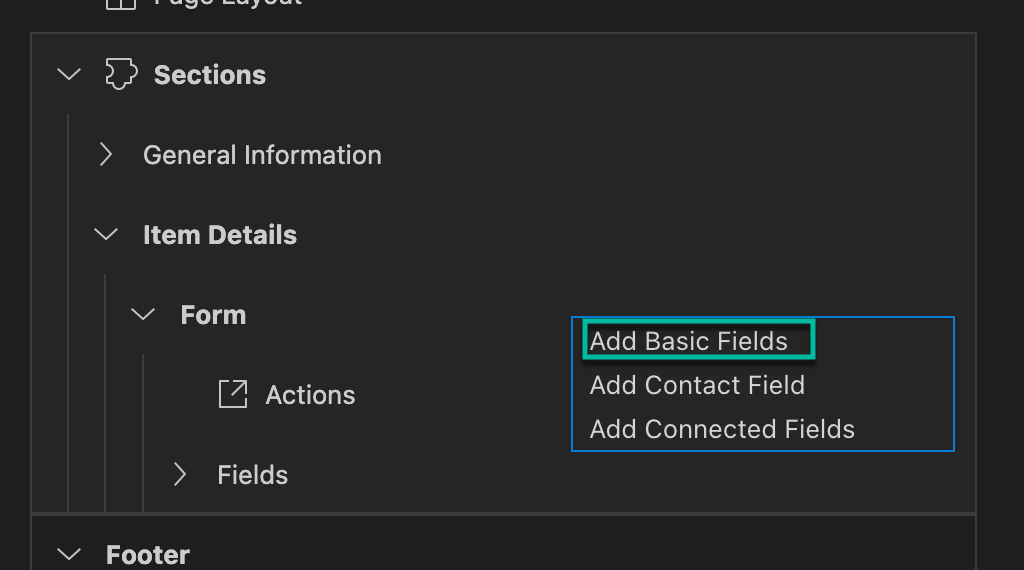 Page Layout
Sections
General Information
Item Details
Form
Add Basic Fields
Add Contact Field
Actions
Add Connected Fields
Fields
Footer